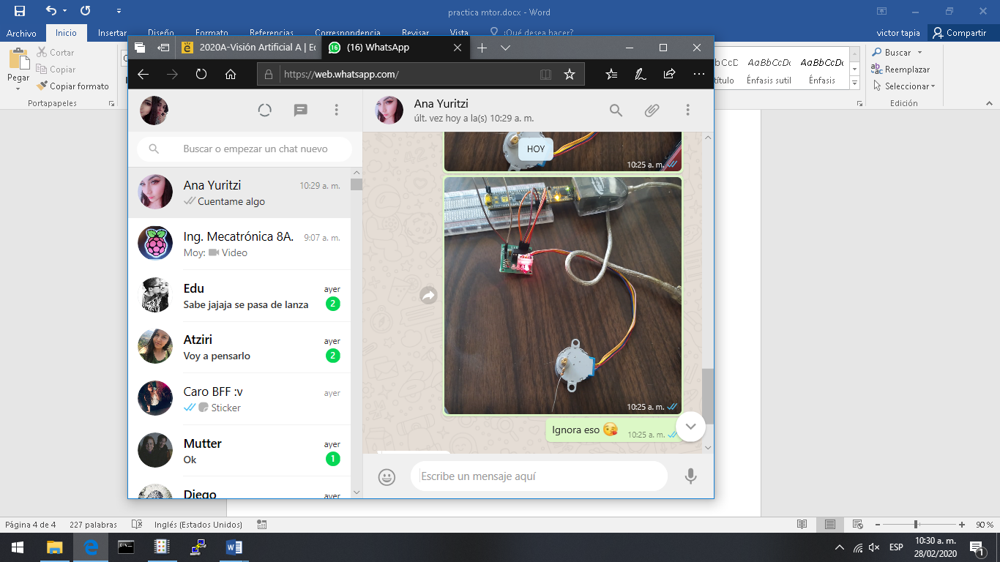 practica mtor.docx - Word
Archivo
Inicio
Insertar
Diseño
Formato
Referencias
Correspondencia
Revisar
Vista
¿Qué desea hacer?
victor tapia
Compartir
Pegar
Cortar
Copiar
Copiar formato
Portapapeles
AaBbCcDc
AaBbCcDc
Énfasis sutil
Énfasis
Buscar
Reemplazar
Seleccionar
Edición
2020A-Visión Artificial A | Ec
(16) WhatsApp
https://web.whatsapp.com/
Buscar o empezar un chat nuevo
Ana Yuritzi
10:29 a. m.
Cuentame algo
Ing. Mecatrónica 8A.
9:07 a. m.
Moy: Video
Edu
ayer
Sabe jajaja se pasa de lanza
2
Atziri
ayer
Voy a pensarlo
2
Caro BFF :v
ayer
Sticker
Mutter
ayer
Ok
1
Diego
ayer
Ana Yuritzi
últ. vez hoy a la(s) 10:29 a. m.
HOY
10:25 a. m.
10:25 a. m.
Ignora eso 😘
10:25 a. m.
Escribe un mensaje aquí
Página 4 de 4
227 palabras
Inglés (Estados Unidos)
90 %
ESP
10:30 a. m.
28/02/2020
1